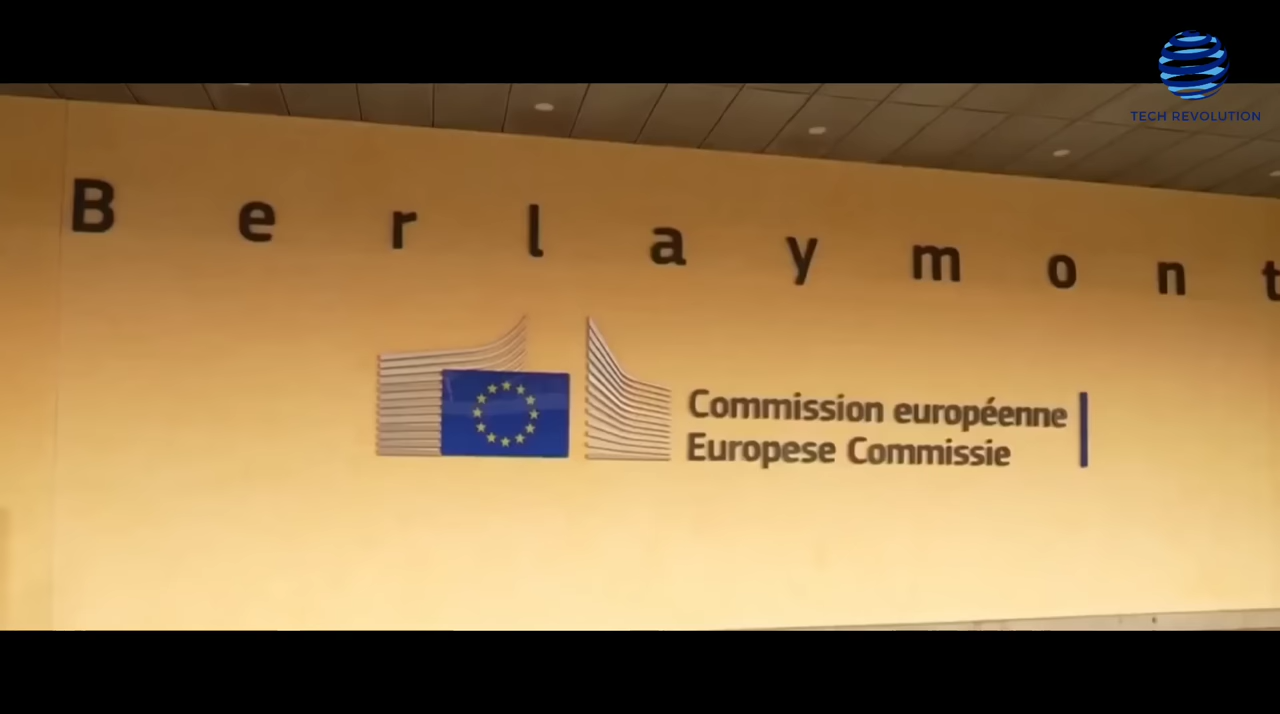 TECH REVOLUTION
Berlaymont
Commission européenne
Europese Commissie